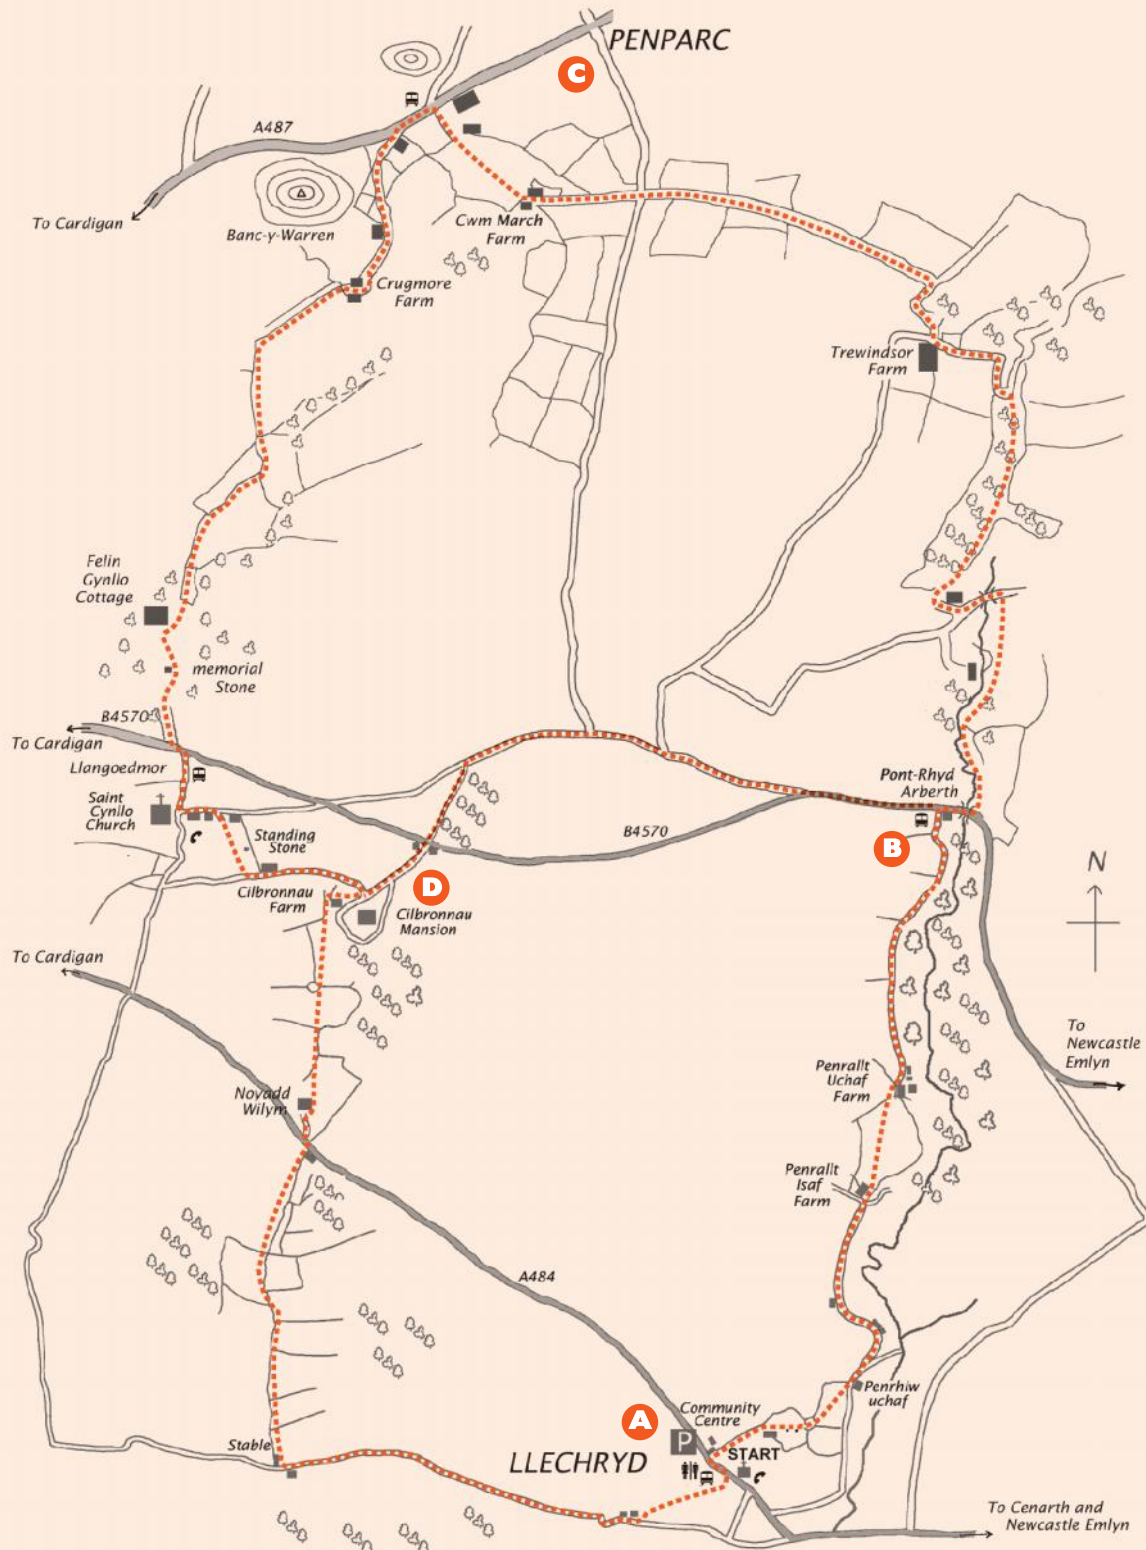 PENPARC
C
A487
To Cardigan
Banc-y-Warren
Cwm March
Farm
Crugmore
Farm
Trewindsor
Farm
Felin
Gynllo
Cottage
memorial
Stone
B4570
To Cardigan
Llangoedmor
Saint
Cynllo
Church
Pont-Rhyd
Arberth
Standing
Stone
B4570
B
N
Cilbronnau
Farm
D
Cilbronnau
Mansion
To Cardigan
To
Newcastle
Emlyn
Penrallt
Uchaf
Farm
Noyadd
Wilym
Penrallt
Isaf
Farm
A484
Penrhiw
uchaf
A
Community
Centre
P
START
Stable
LLECHRYD
To Cenarth and
Newcastle Emlyn